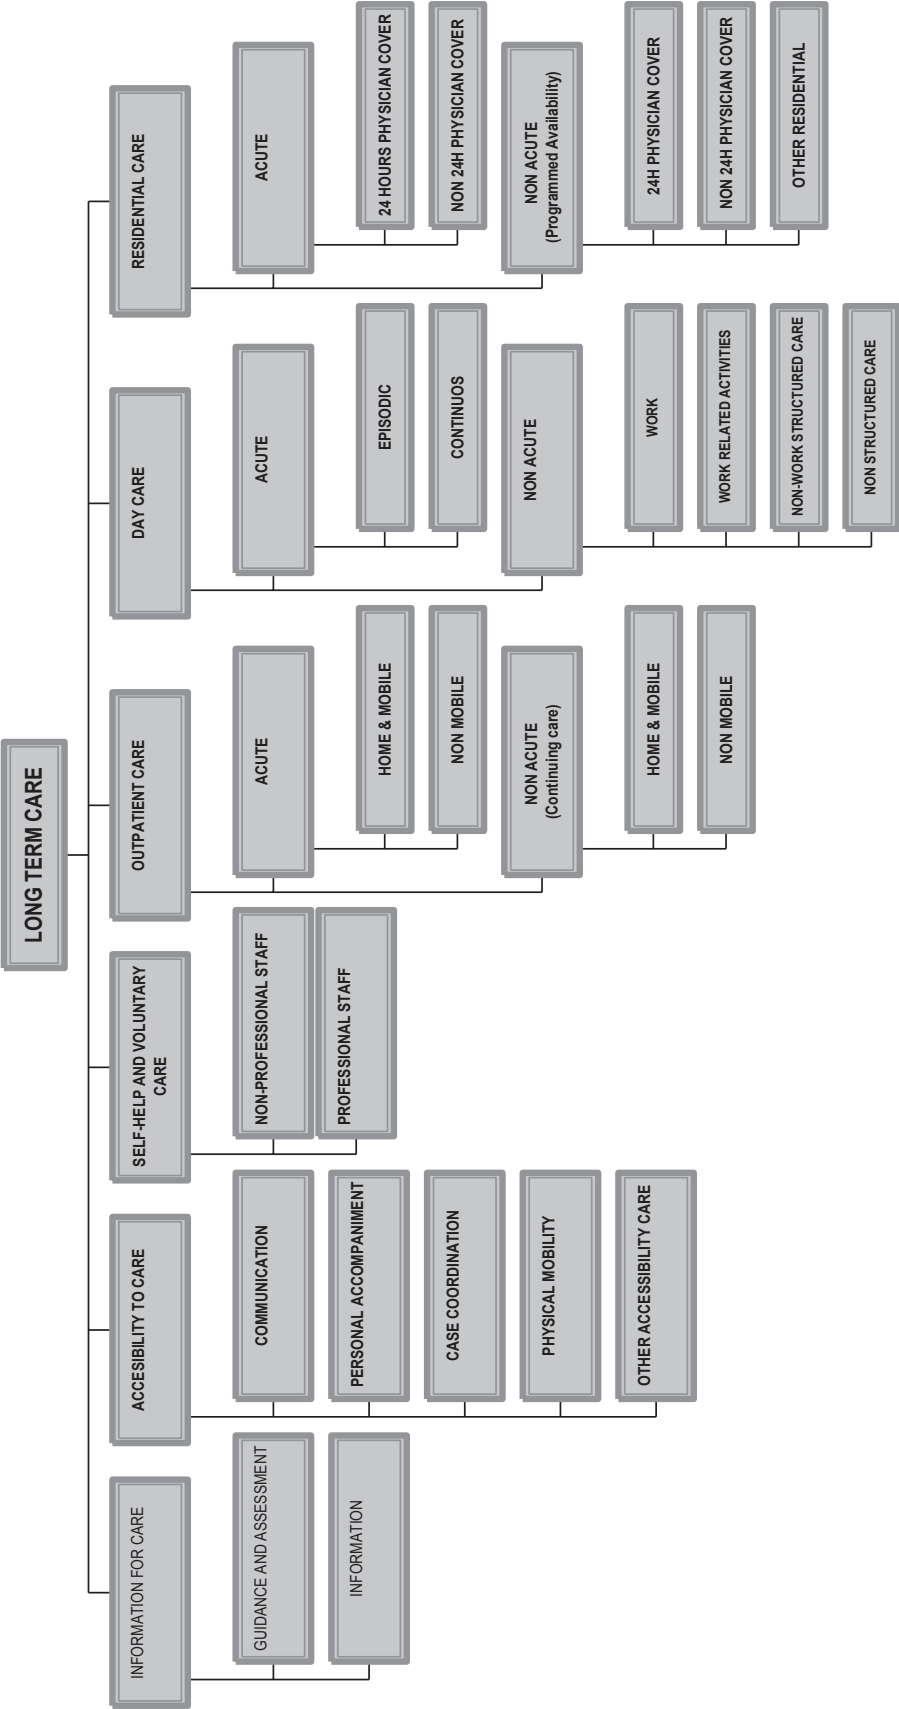 LONG TERM CARE
INFORMATION FOR CARE
GUIDANCE AND ASSESSMENT
INFORMATION
ACCESIBILITY TO CARE
COMMUNICATION
PERSONAL ACCOMPANIMENT
CASE COORDINATION
PHYSICAL MOBILITY
OTHER ACCESSIBILITY CARE
SELF-HELP AND VOLUNTARY
CARE
NON-PROFESSIONAL STAFF
PROFESSIONAL STAFF
OUTPATIENT CARE
ACUTE
HOME & MOBILE
NON MOBILE
NON ACUTE
(Continuing care)
HOME & MOBILE
NON MOBILE
DAY CARE
ACUTE
EPISODIC
CONTINUOS
NON ACUTE
WORK
WORK RELATED ACTIVITIES
NON-WORK STRUCTURED CARE
NON STRUCTURED CARE
RESIDENTIAL CARE
ACUTE
24 HOURS PHYSICIAN COVER
NON 24H PHYSICIAN COVER
NON ACUTE
(Programmed Availability)
24H PHYSICIAN COVER
NON 24H PHYSICIAN COVER
OTHER RESIDENTIAL